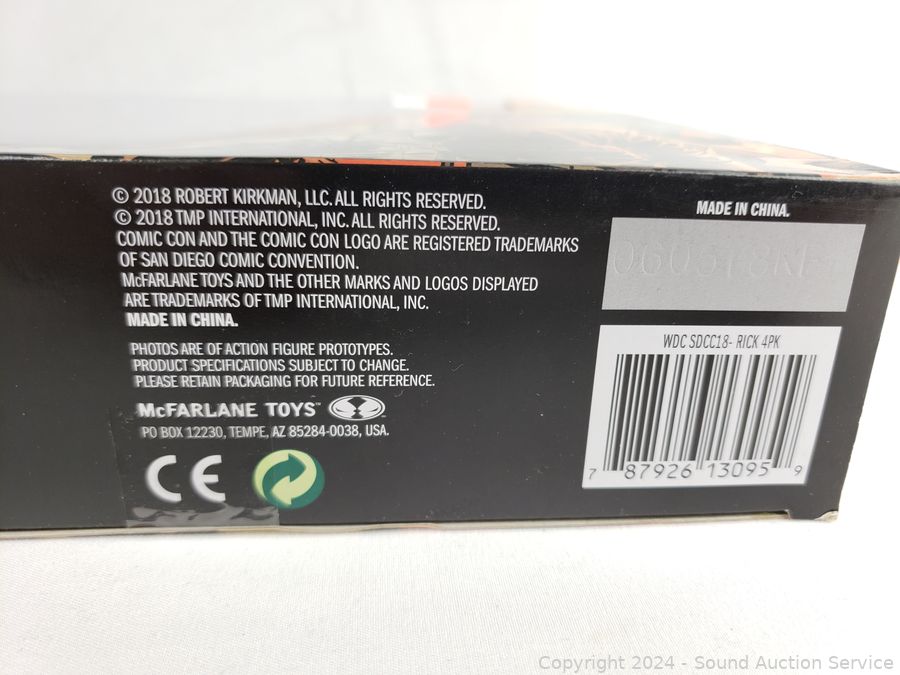 © 2018 ROBERT KIRKMAN, LLC. ALL RIGHTS RESERVED.
© 2018 TMP INTERNATIONAL, INC. ALL RIGHTS RESERVED.
COMIC CON AND THE COMIC CON LOGO ARE REGISTERED TRADEMARKS
OF SAN DIEGO COMIC CONVENTION.
McFARLANE TOYS AND THE OTHER MARKS AND LOGOS DISPLAYED
ARE TRADEMARKS OF TMP INTERNATIONAL, INC.
MADE IN CHINA.
PHOTOS ARE OF ACTION FIGURE PROTOTYPES.
PRODUCT SPECIFICATIONS SUBJECT TO CHANGE.
PLEASE RETAIN PACKAGING FOR FUTURE REFERENCE.
McFARLANE TOYS™
PO BOX 12230, TEMPE, AZ 85284-0038, USA.
CE
MADE IN CHINA.
WDC SDCC18- RICK 4PK
7 87926 13095 9
Copyright 2024 - Sound Auction Service